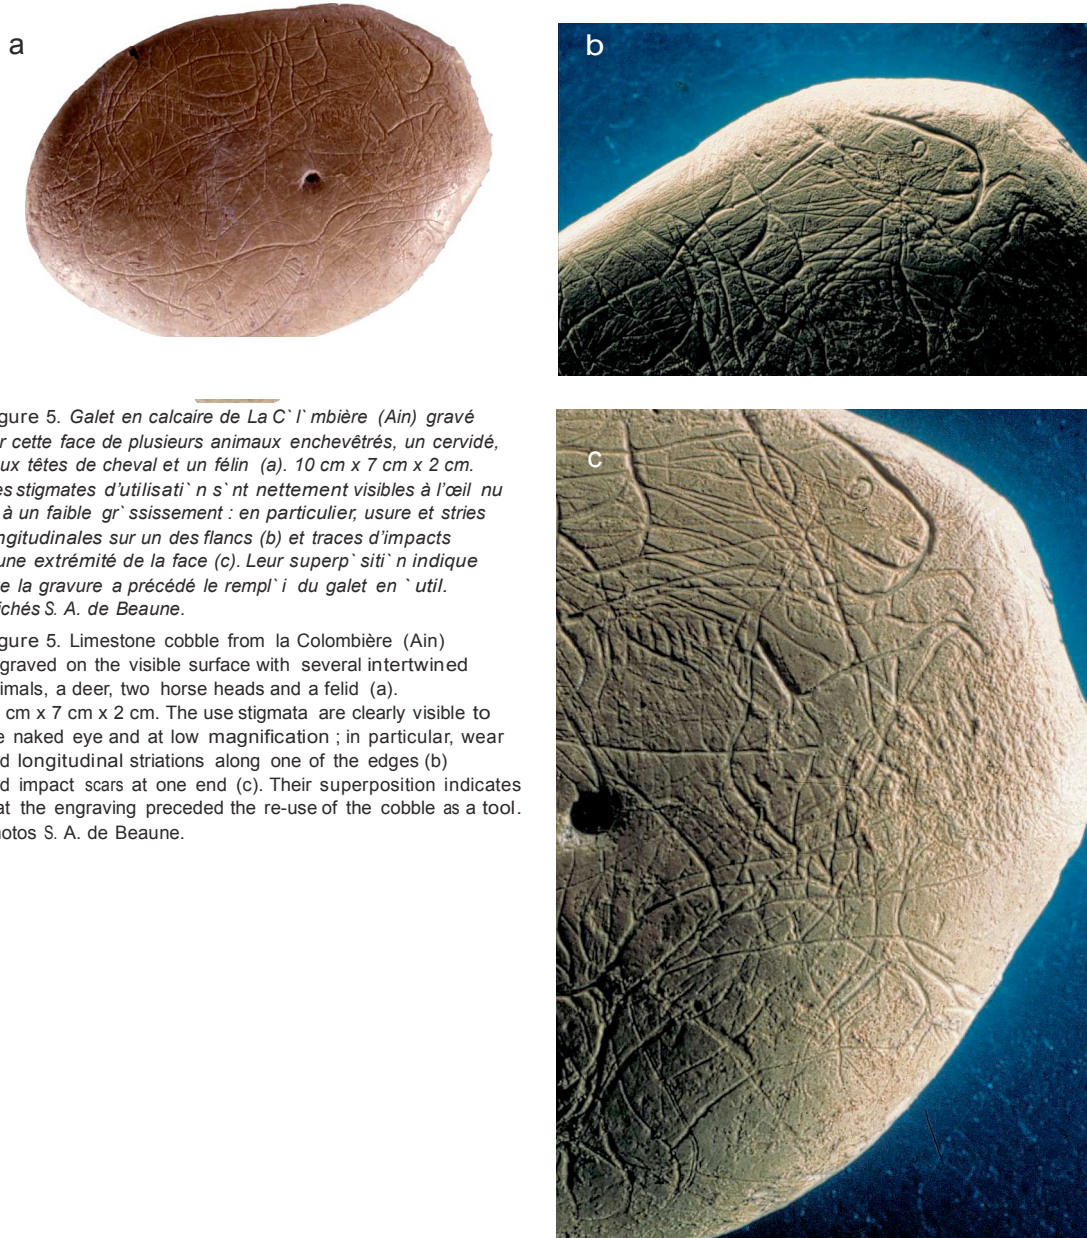 a
b
gure 5. Galet en calcaire de La C` l` mbière (Ain) gravé
r cette face de plusieurs animaux enchevêtrés, un cervidé,
ux têtes de cheval et un félin (a). 10 cm x 7 cm x 2 cm.
es stigmates d'utilisati` n s` nt nettement visibles à l'œil nu
à un faible gr` ssissement : en particulier, usure et stries
ngitudinales sur un des flancs (b) et traces d'impacts
une extrémité de la face (c). Leur superp` siti` n indique
e la gravure a précédé le rempl` i du galet en ` util.
ichés S. A. de Beaune.
gure 5. Limestone cobble from la Colombière (Ain)
graved on the visible surface with several intertwined
imals, a deer, two horse heads and a felid (a).
cm x 7 cm x 2 cm. The use stigmata are clearly visible to
e naked eye and at low magnification ; in particular, wear
d longitudinal striations along one of the edges (b)
d impact scars at one end (c). Their superposition indicates
at the engraving preceded the re-use of the cobble as a tool.
otos S. A. de Beaune.
c